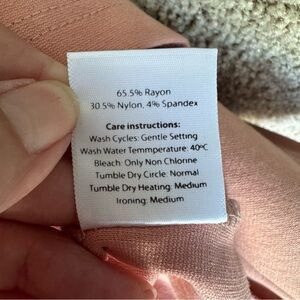 65.5% Rayon
30.5% Nylon, 4% Spandex
Care instructions:
Wash Cycles: Gentle Setting
Wash Water Temmperature: 40ºC
Bleach: Only Non Chlorine
Tumble Dry Circle: Normal
Tumble Dry Heating: Medium
Ironing: Medium